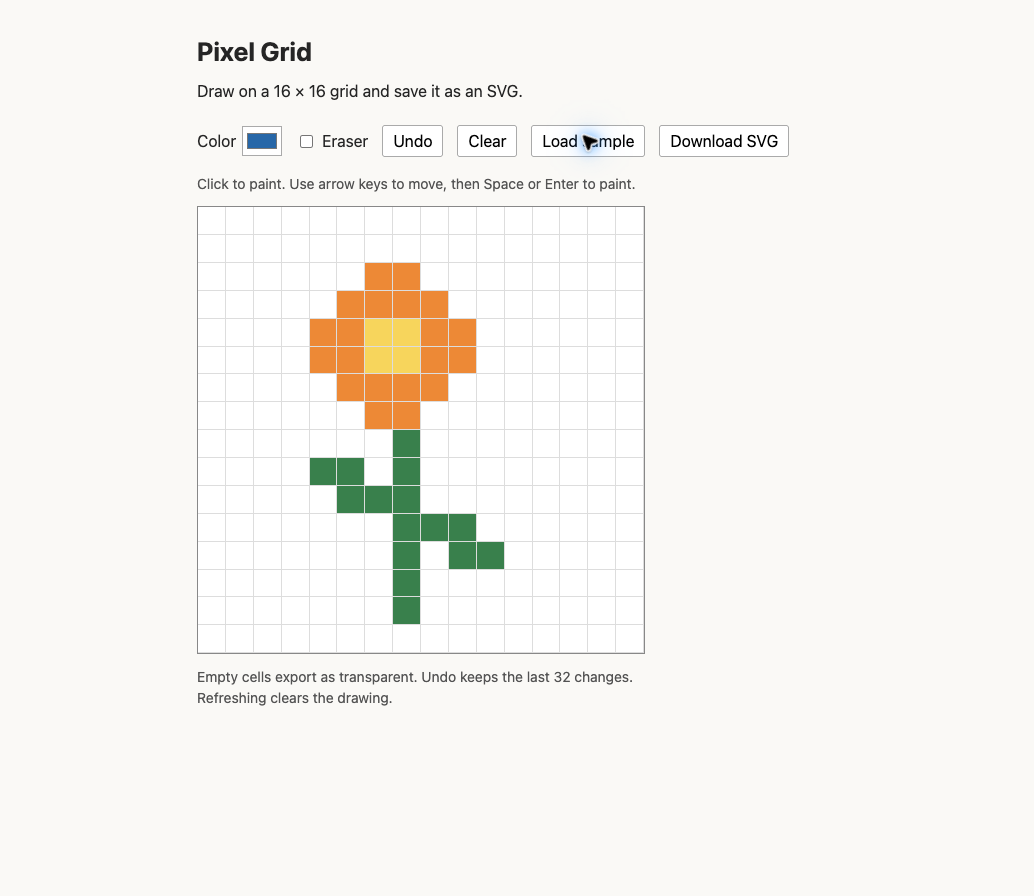 Pixel Grid
Draw on a 16 × 16 grid and save it as an SVG.
Color Eraser Undo Clear Load Sample Download SVG
Click to paint. Use arrow keys to move, then Space or Enter to paint.
Empty cells export as transparent. Undo keeps the last 32 changes.
Refreshing clears the drawing.